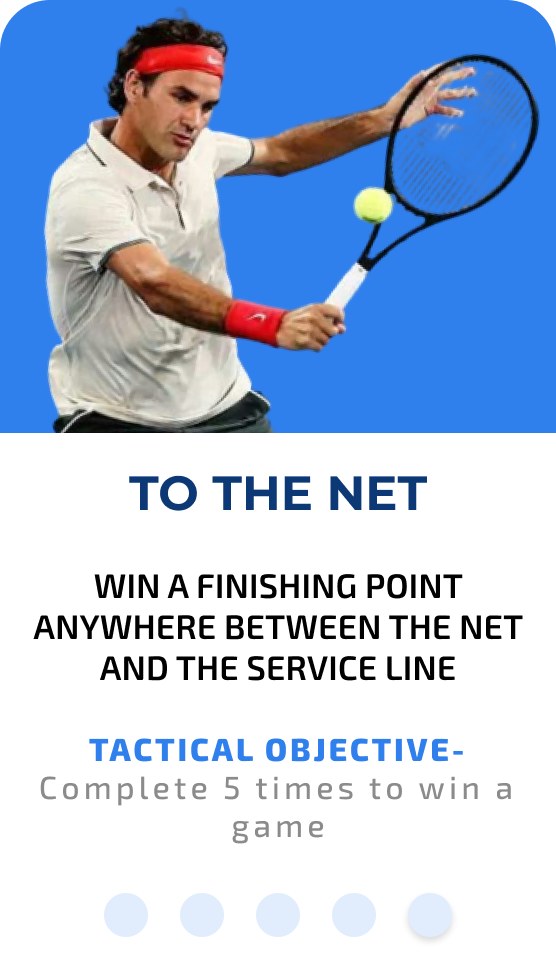 TO THE NET
WIN A FINISHING POINT
ANYWHERE BETWEEN THE NET
AND THE SERVICE LINE
TACTICAL OBJECTIVE-
Complete 5 times to win a
game